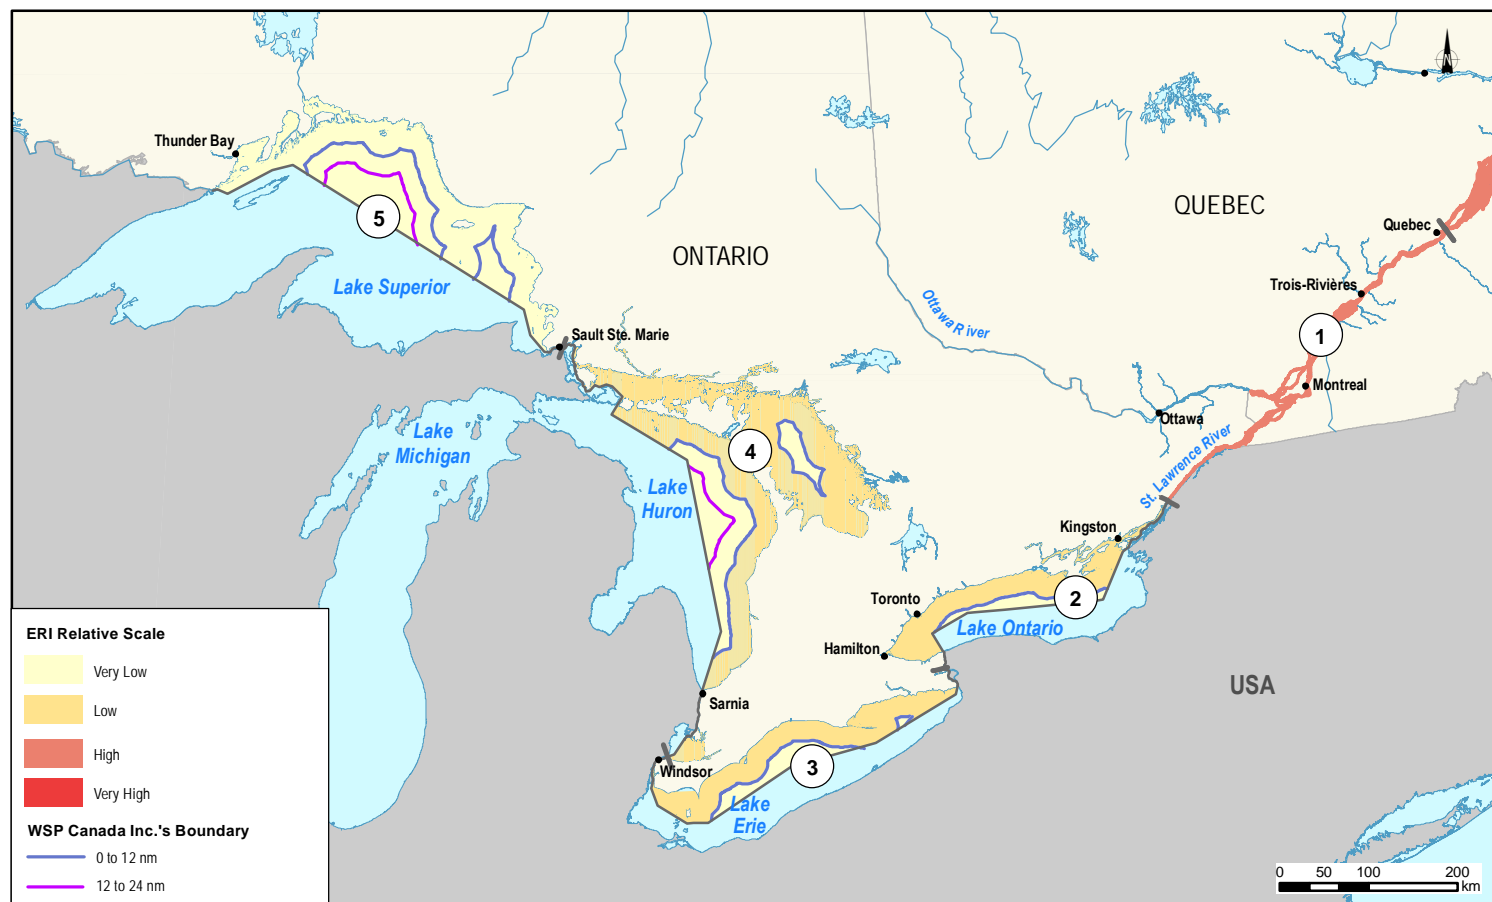 Thunder Bay
QUEBEC
Quebec
5
ONTARIO
Lake Superior
Trois-Rivières
Ottawa River
1
Sault Ste. Marie
Montreal
Ottawa
Lake
Michigan
4
St. Lawrence River
Lake
Huron
Kingston
Toronto
2
Lake Ontario
Hamilton
USA
Sarnia
Windsor
3
Lake
Erie
ERI Relative Scale
Very Low
Low
High
Very High
WSP Canada Inc.'s Boundary
0 to 12 nm
12 to 24 nm
0 50 100 200
km